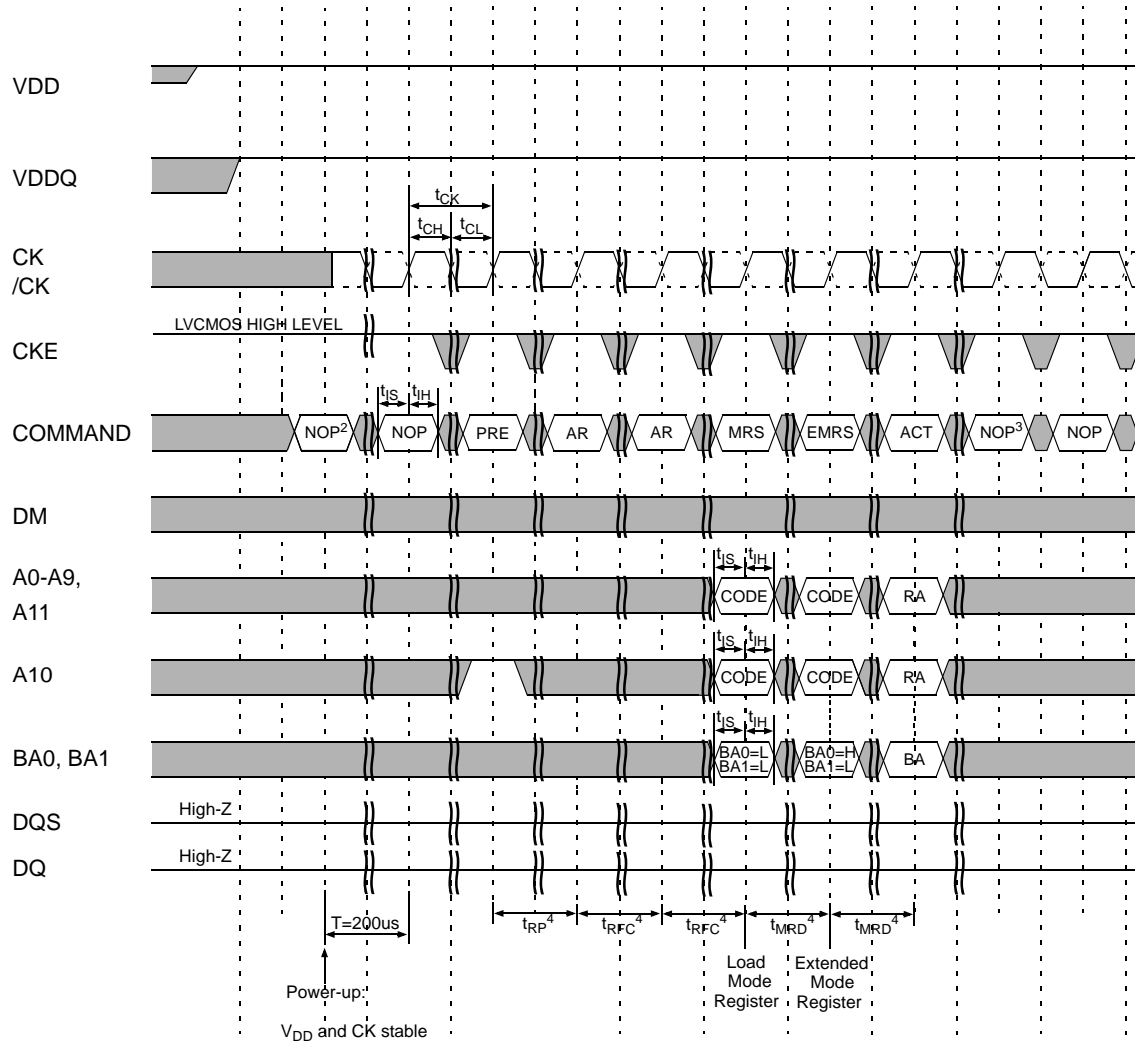 VDD
VDDQ
tCK
tCH tCL
CK
/CK
LVCMOS HIGH LEVEL
CKE
tIS tIH
COMMAND NOP2 NOP PRE AR AR MRS EMRS ACT NOP3 NOP
DM
A0-A9,
A11
tIS tIH
CODE CODE RA
A10
tIS tIH
CODE CODE RA
BA0, BA1
tIS tIH
BA0=L BA0=H
BA1=L BA1=L
BA
DQS High-Z
DQ High-Z
T=200us tRP4 tRFC4 tRFC4 tMRD4 tMRD4
Load Extended
Mode Mode
Register Register
Power-up:
VDD and CK stable